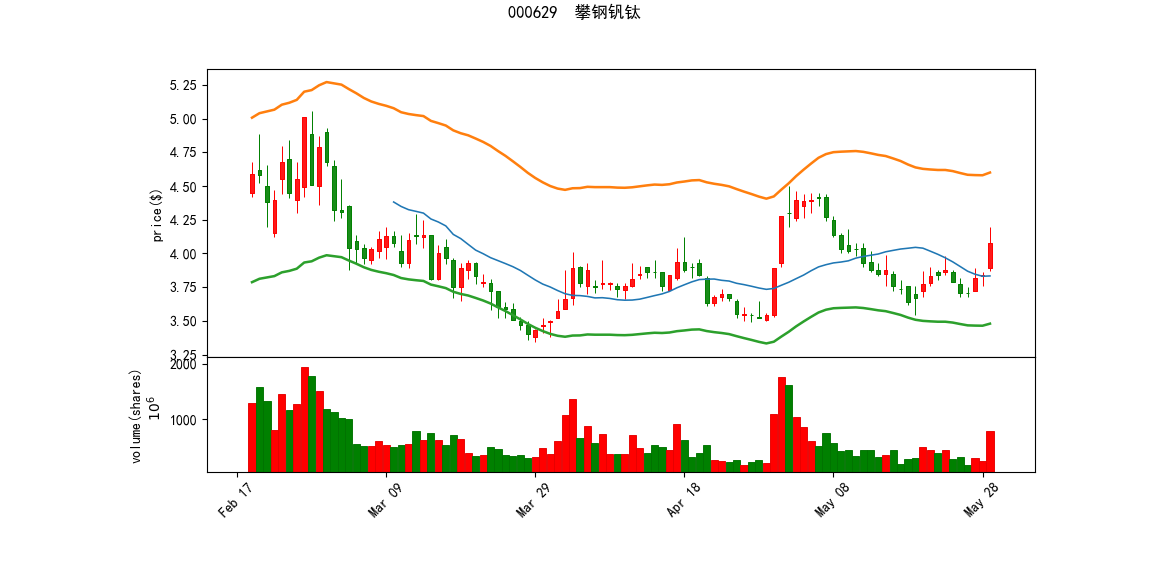 000629 攀钢钒钛
price($)
5.25
5.00
4.75
4.50
4.25
4.00
3.75
3.50
3.25
volume(shares)
10^6
2000
1000
Feb 17
Mar 09
Mar 29
Apr 18
May 08
May 28